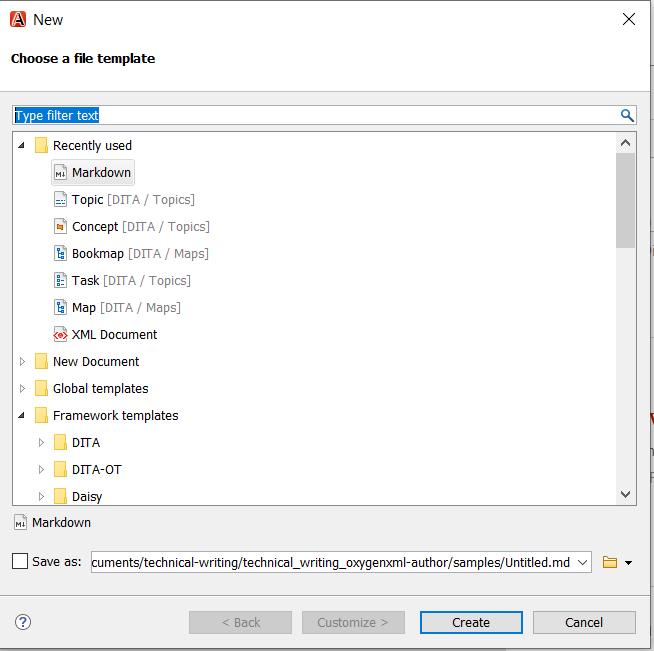 New
Choose a file template
Type filter text
Recently used
Markdown
Topic [DITA / Topics]
Concept [DITA / Topics]
Bookmap [DITA / Maps]
Task [DITA / Topics]
Map [DITA / Maps]
XML Document
New Document
Global templates
Framework templates
DITA
DITA-OT
Daisy
Markdown
Save as: cuments/technical-writing/technical_writing_oxygenxml-author/samples/Untitled.md
? < Back Customize > Create Cancel